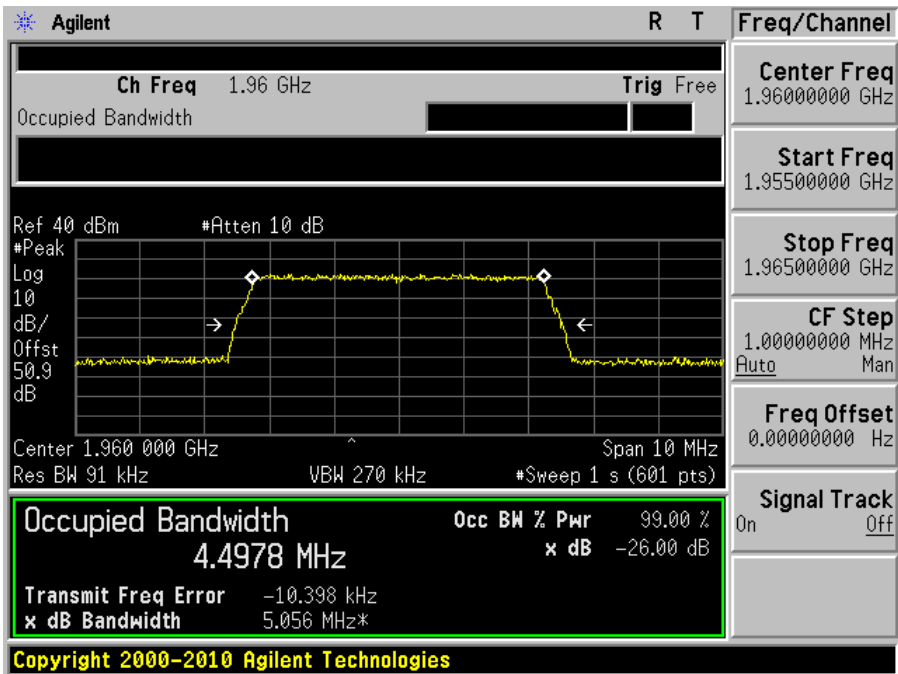 Agilent R T Freq/Channel
Ch Freq 1.96 GHz Trig Free
Occupied Bandwidth
Center Freq
1.96000000 GHz
Start Freq
1.95500000 GHz
Stop Freq
1.96500000 GHz
CF Step
1.00000000 MHz
Auto Man
Freq Offset
0.00000000 Hz
Signal Track
On Off
Ref 40 dBm #Atten 10 dB
#Peak
Log
10
dB/
Offst
50.9
dB
Center 1.960 000 GHz Span 10 MHz
Res BW 91 kHz VBW 270 kHz #Sweep 1 s (601 pts)
Occupied Bandwidth Occ BW % Pwr 99.00 %
4.4978 MHz x dB -26.00 dB
Transmit Freq Error -10.398 kHz
x dB Bandwidth 5.056 MHz*
Copyright 2000-2010 Agilent Technologies